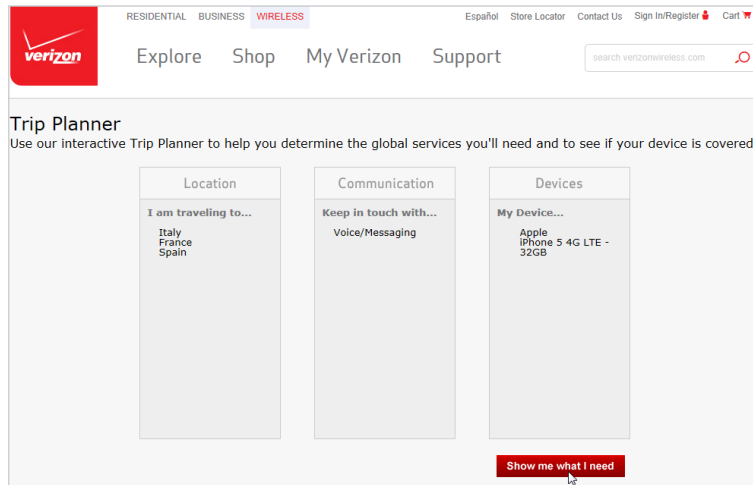 RESIDENTIAL BUSINESS WIRELESS Español Store Locator Contact Us Sign In/Register Cart
verizon
Explore Shop My Verizon Support search verizonwireless.com
Trip Planner
Use our interactive Trip Planner to help you determine the global services you'll need and to see if your device is covered
Location
I am traveling to...
Italy
France
Spain
Communication
Keep in touch with...
Voice/Messaging
Devices
My Device...
Apple
iPhone 5 4G LTE -
32GB
Show me what I need